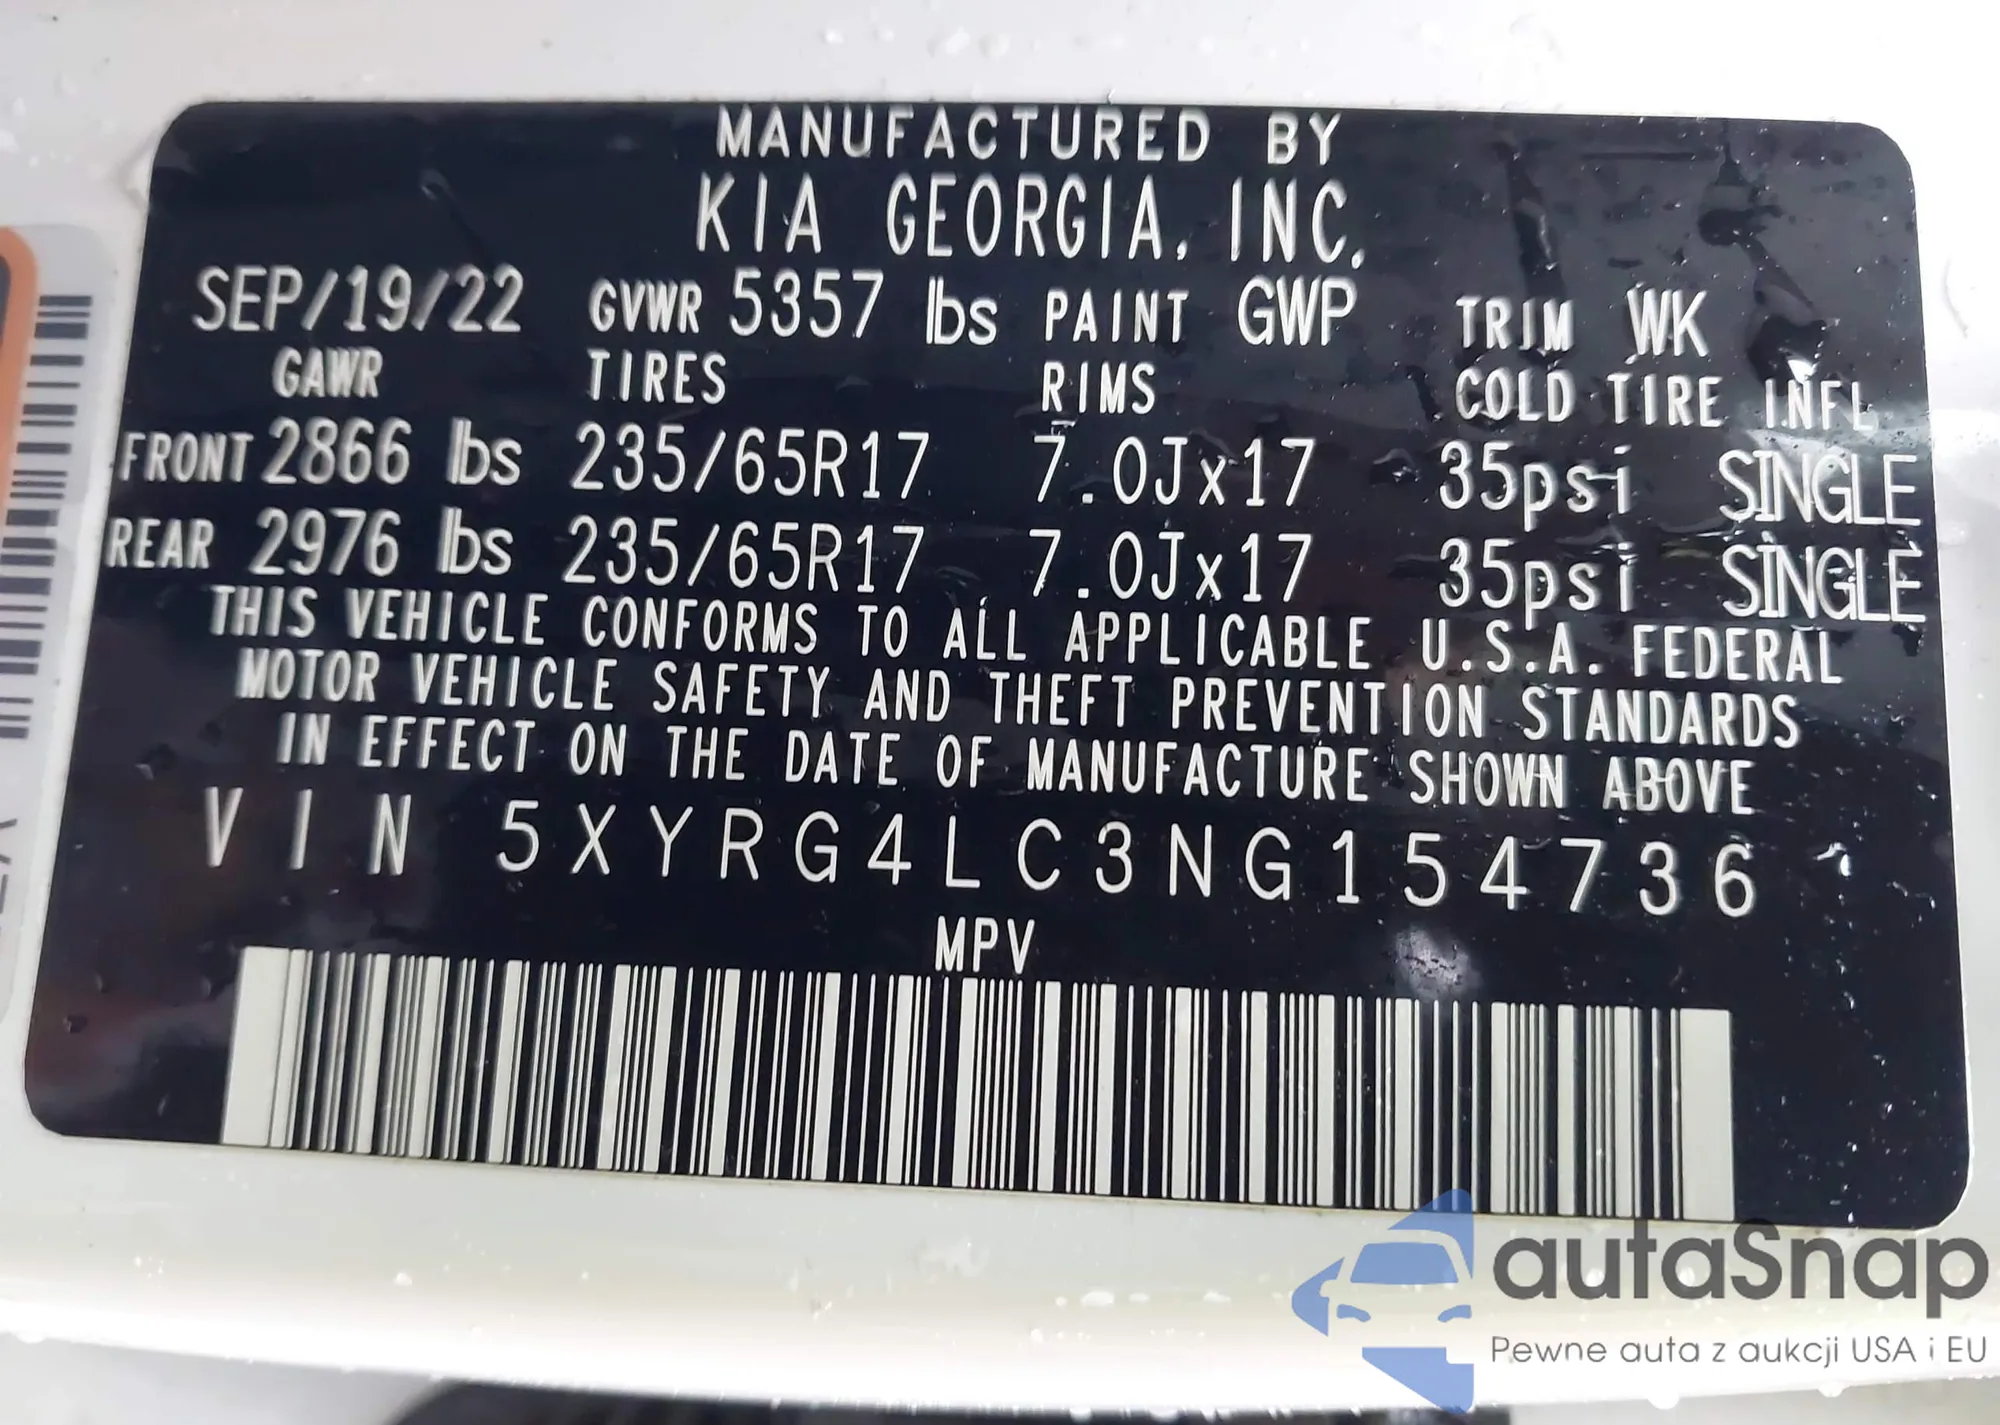 MANUFACTURED BY
KIA GEORGIA, INC.
SEP/19/22 GVWR 5357 lbs PAINT GWP TRIM WK
GAWR TIRES RIMS COLD TIRE INFL
FRONT 2866 lbs 235/65R17 7.0Jx17 35psi SINGLE
REAR 2976 lbs 235/65R17 7.0Jx17 35psi SINGLE
THIS VEHICLE CONFORMS TO ALL APPLICABLE U.S.A. FEDERAL
MOTOR VEHICLE SAFETY AND THEFT PREVENTION STANDARDS
IN EFFECT ON THE DATE OF MANUFACTURE SHOWN ABOVE
VIN 5XYRG4LC3NG154736
MPV
autaSnap
Pewne auta z aukcji USA i EU